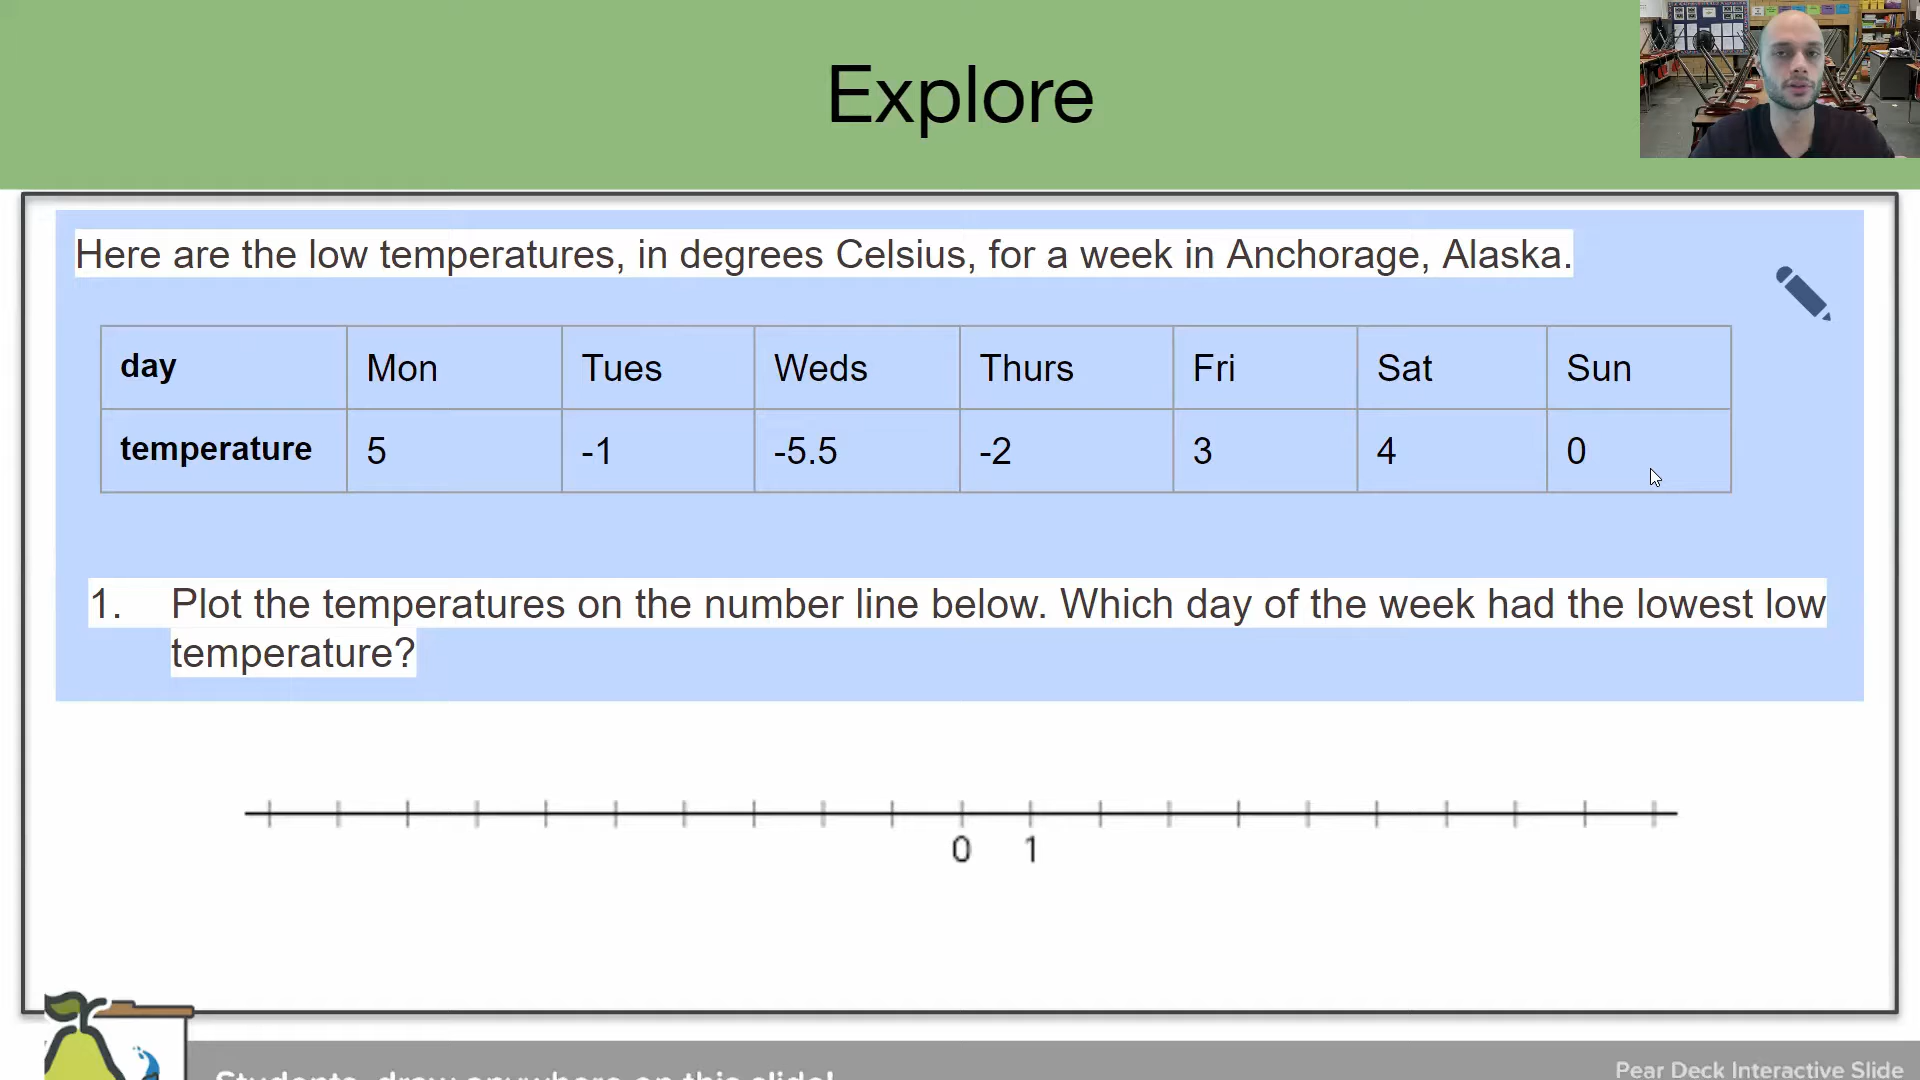 Explore
Here are the low temperatures, in degrees Celsius, for a week in Anchorage, Alaska.
day Mon Tues Weds Thurs Fri Sat Sun
temperature 5 -1 -5.5 -2 3 4 0
1. Plot the temperatures on the number line below. Which day of the week had the lowest low
temperature?
0 1
Students, draw anywhere on this slide!
Pear Deck Interactive Slide